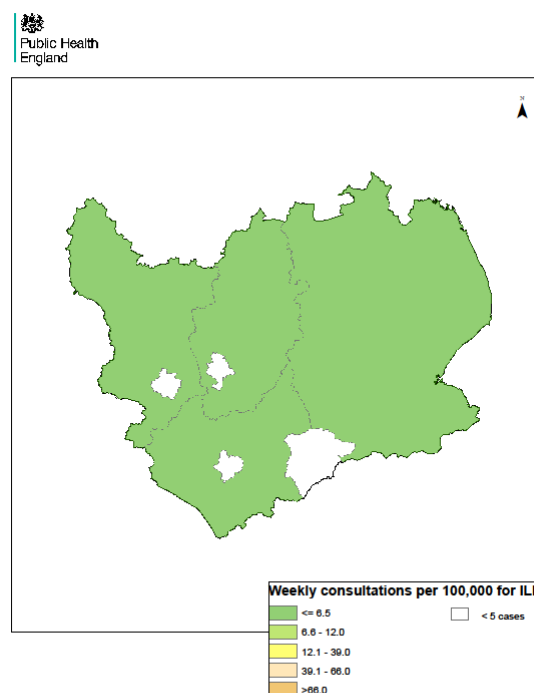 Public Health
England
N
Weekly consultations per 100,000 for ILI
<= 6.5
< 5 cases
6.6 - 12.0
12.1 - 39.0
39.1 - 66.0
>66.0